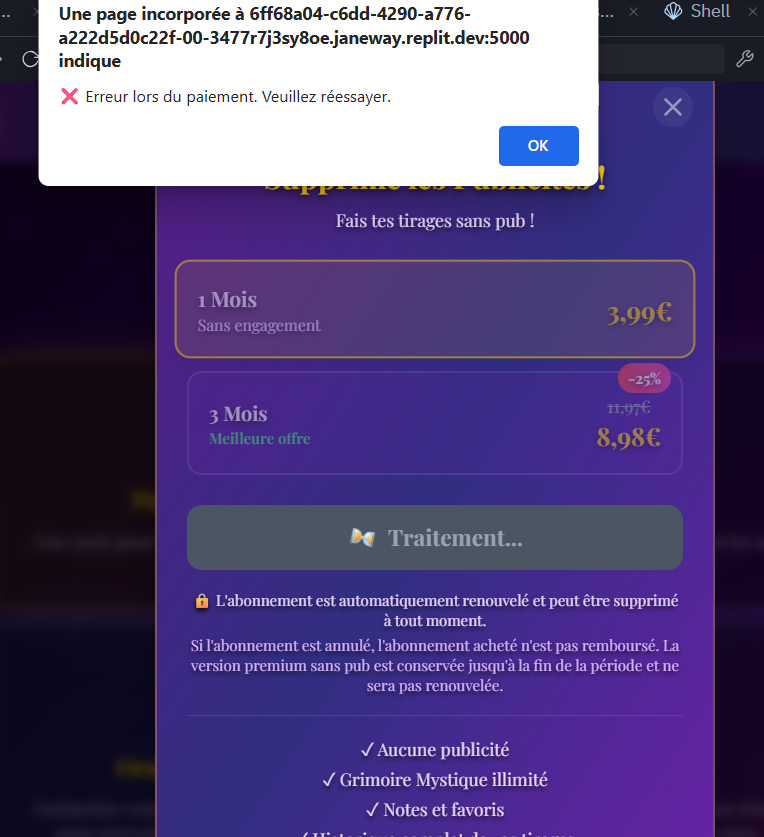 Shell
Une page incorporée à 6ff68a04-c6dd-4290-a776-
a222d5d0c22f-00-3477r7j3sy8oe.janeway.replit.dev:5000
indique
❌ Erreur lors du paiement. Veuillez réessayer.
OK
Supprime les Publicités !
Fais tes tirages sans pub !
1 Mois
Sans engagement
3,99€
-25%
3 Mois
Meilleure offre
11,97€
8,98€
Traitement...
🔒 L'abonnement est automatiquement renouvelé et peut être supprimé
à tout moment.
Si l'abonnement est annulé, l'abonnement acheté n'est pas remboursé. La
version premium sans pub est conservée jusqu'à la fin de la période et ne
sera pas renouvelée.
✓ Aucune publicité
✓ Grimoire Mystique illimité
✓ Notes et favoris